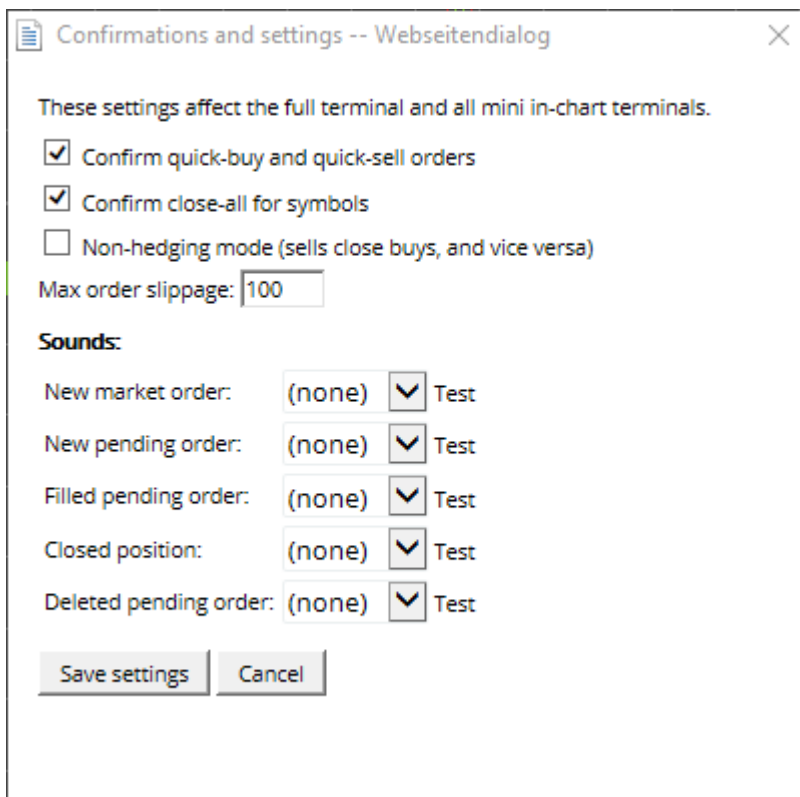 Confirmations and settings -- Webseitendialog
These settings affect the full terminal and all mini in-chart terminals.
Confirm quick-buy and quick-sell orders
Confirm close-all for symbols
Non-hedging mode (sells close buys, and vice versa)
Max order slippage: 100
Sounds:
New market order: (none) Test
New pending order: (none) Test
Filled pending order: (none) Test
Closed position: (none) Test
Deleted pending order: (none) Test
Save settings Cancel